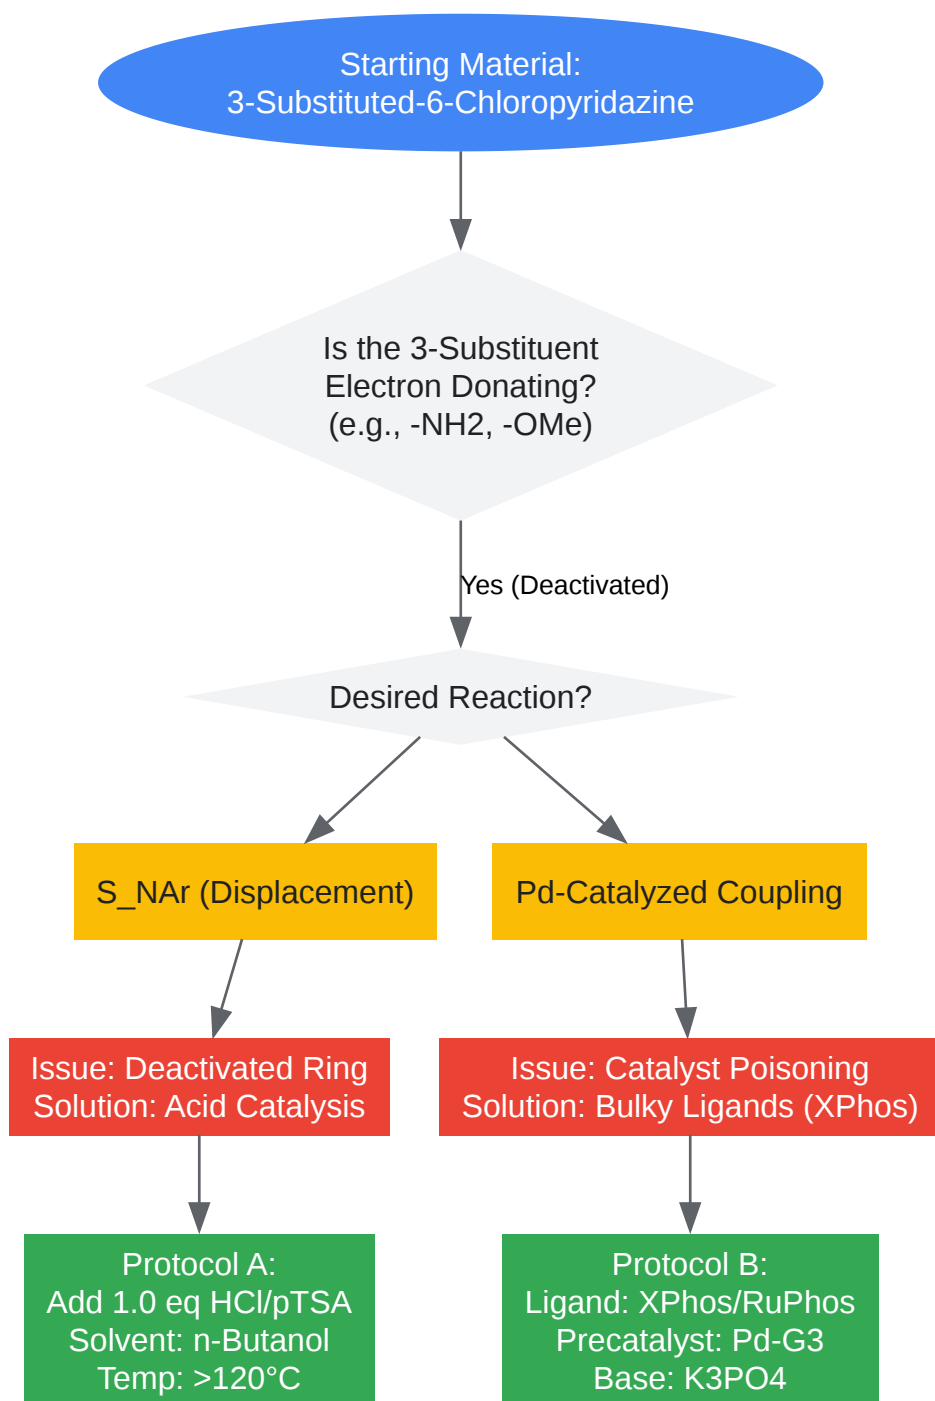 Starting Material:
3-Substituted-6-Chloropyridazine
Is the 3-Substituent
Electron Donating?
(e.g., -NH2, -OMe)
Yes (Deactivated)
Desired Reaction?
S_NAr (Displacement)
Pd-Catalyzed Coupling
Issue: Deactivated Ring
Solution: Acid Catalysis
Issue: Catalyst Poisoning
Solution: Bulky Ligands (XPhos)
Protocol A:
Add 1.0 eq HCl/pTSA
Solvent: n-Butanol
Temp: >120°C
Protocol B:
Ligand: XPhos/RuPhos
Precatalyst: Pd-G3
Base: K3PO4